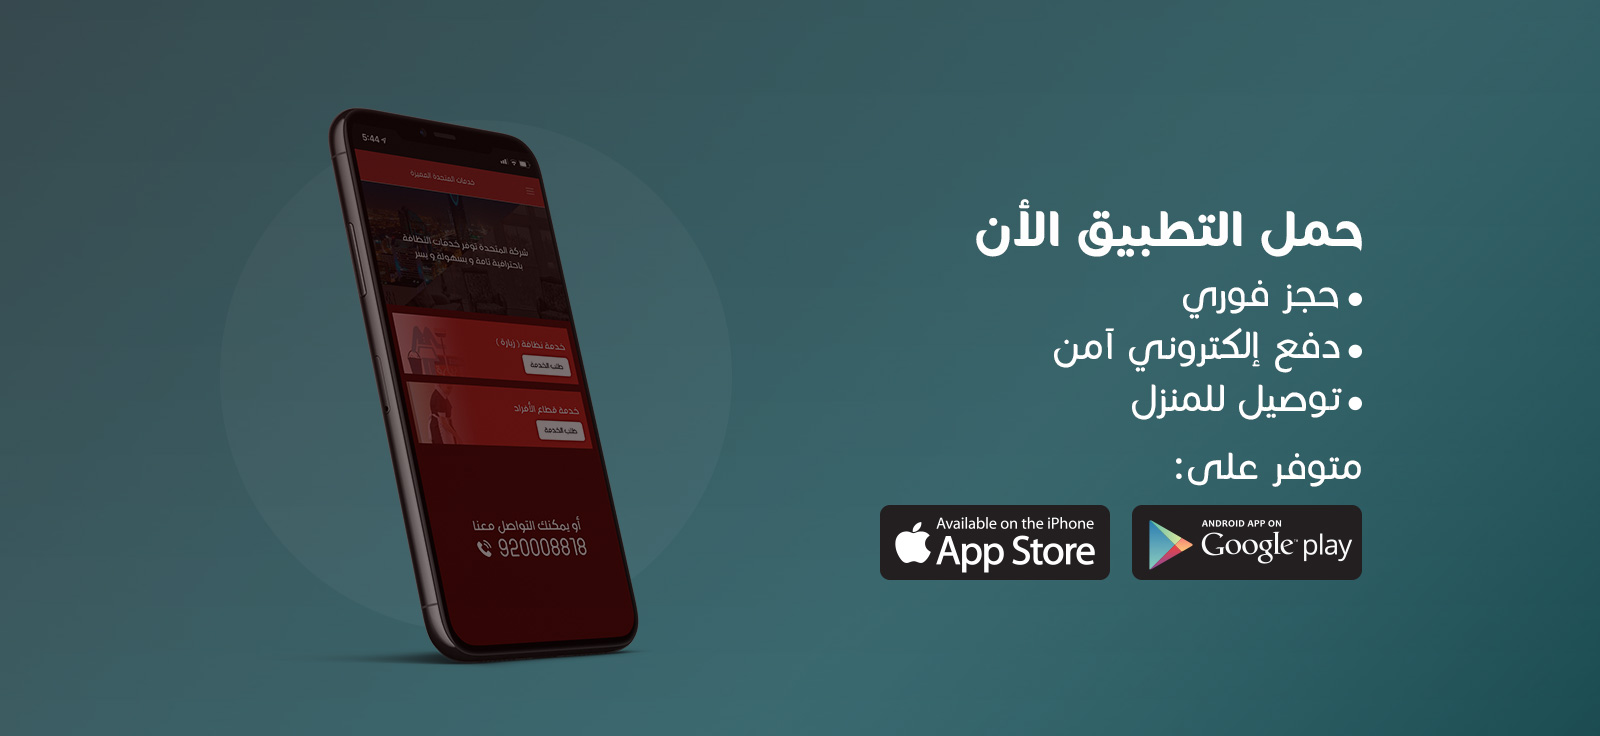 حمل التطبيق الأن
• حجز فوري
• دفع إلكتروني آمن
• توصيل للمنزل
متوفر على:
ANDROID APP ON
Google play
Available on the iPhone
App Store
5:44
خدمات المتحدة المميزة
شركة المتحدة توفر خدمات النظافة
باحترافية تامة و بسهولة و يسر
خدمة نظافة ( زيارة )
طلب الخدمة
خدمة قطاع الأفراد
طلب الخدمة
أو يمكنك التواصل معنا
920008818